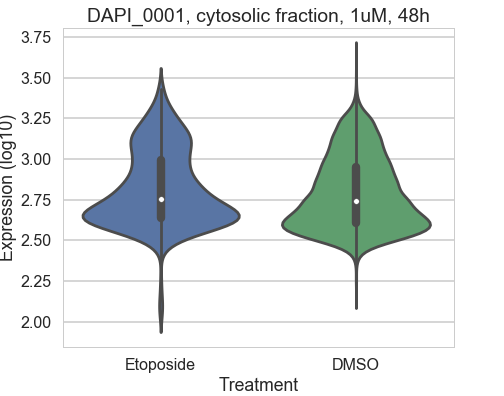 DAPI_0001, cytosolic fraction, 1uM, 48h
Expression (log10)
3.75
3.50
3.25
3.00
2.75
2.50
2.25
2.00
Etoposide DMSO
Treatment